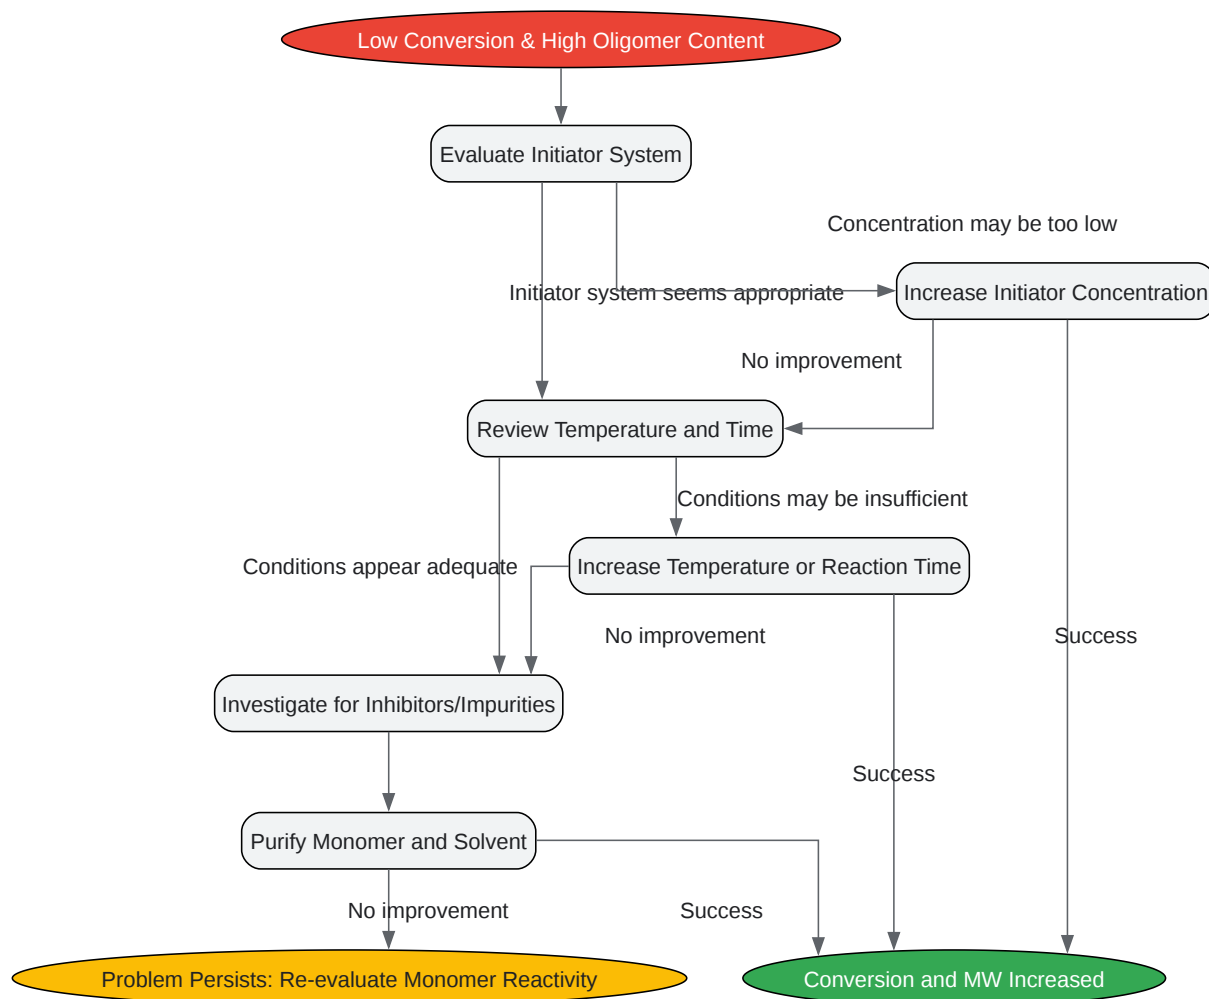 Low Conversion & High Oligomer Content
Evaluate Initiator System
Concentration may be too low
Initiator system seems appropriate
Increase Initiator Concentration
No improvement
Review Temperature and Time
Conditions may be insufficient
Conditions appear adequate
Increase Temperature or Reaction Time
No improvement
Success
Investigate for Inhibitors/Impurities
Success
Purify Monomer and Solvent
No improvement
Success
Problem Persists: Re-evaluate Monomer Reactivity
Conversion and MW Increased